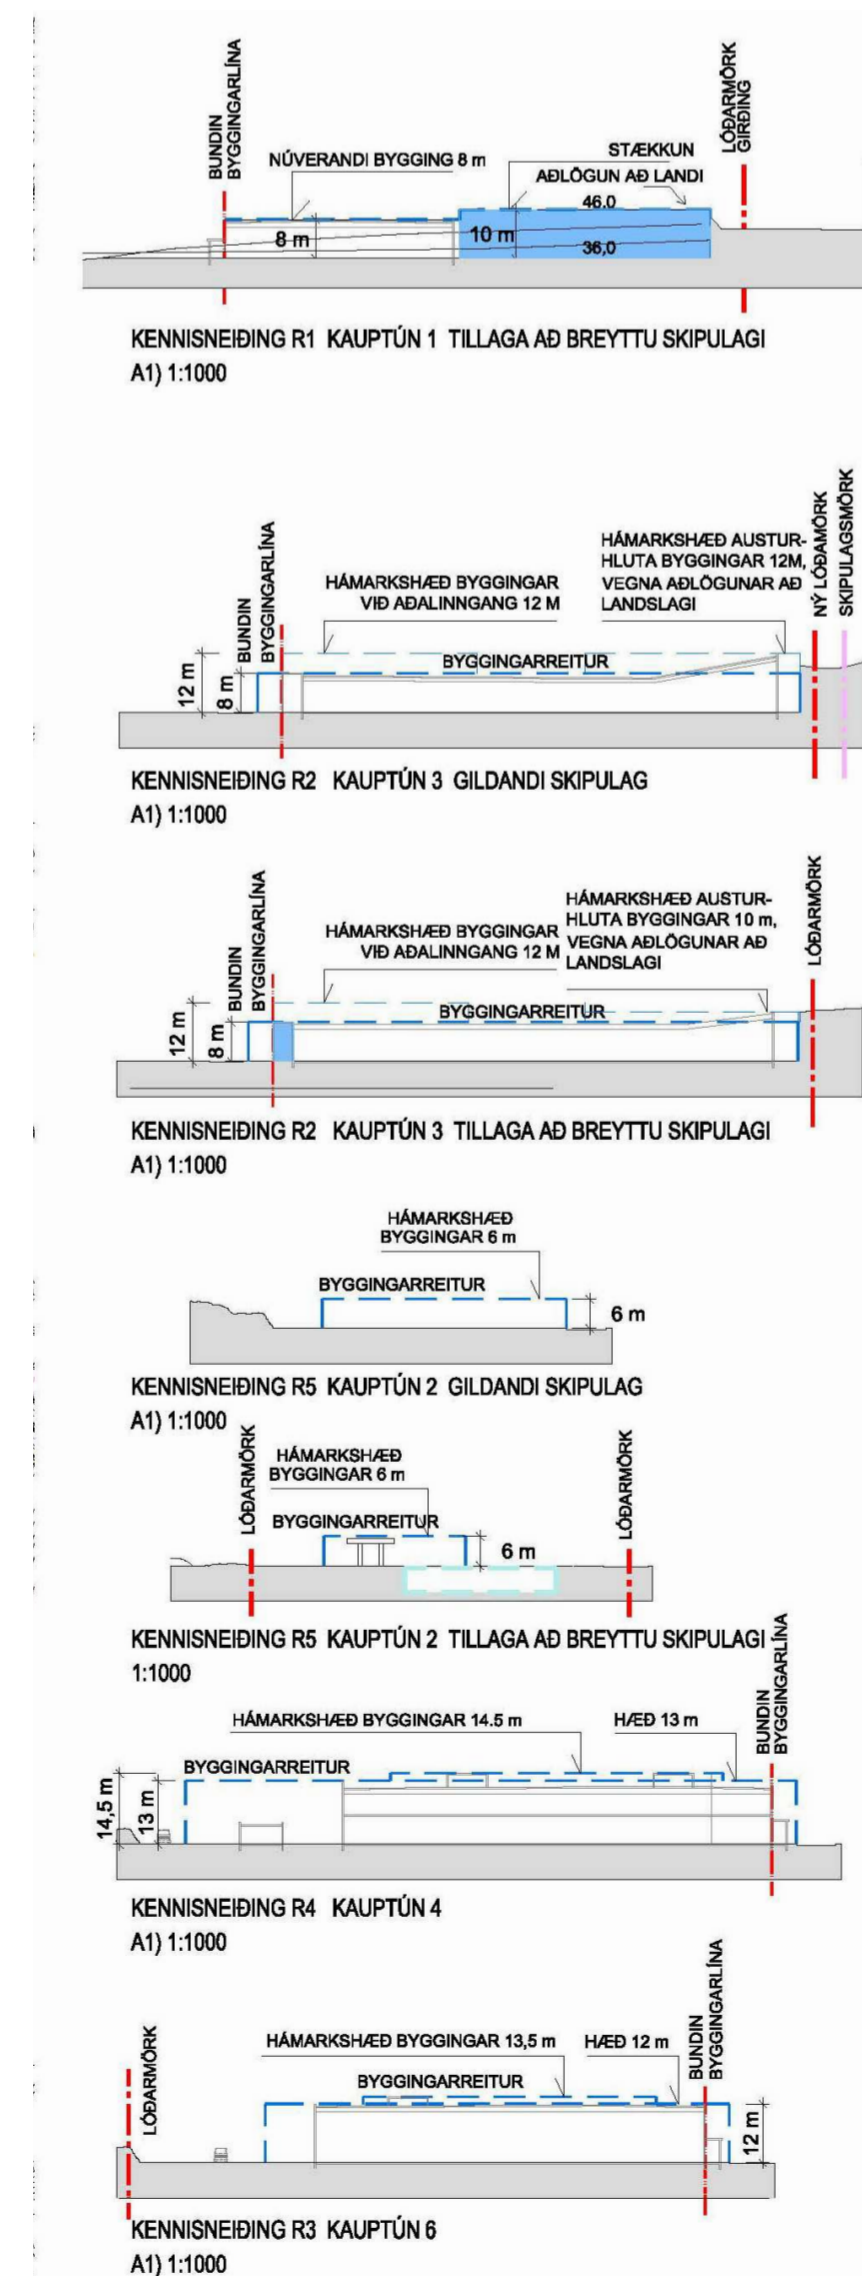 BUNDIN
BYGGINGARLÍNA
NÚVERANDI BYGGING 8 m
STÆKKUN
AÐLÖGUN AÐ LANDI
LÓÐARMÖRK
GIRÐING
46.0
8 m
10 m
36,0
KENNISNEIÐING R1 KAUPTÚN 1 TILLAGA AÐ BREYTTU SKIPULAGI
A1) 1:1000
BUNDIN
BYGGINGARLÍNA
HÁMARKSHÆÐ BYGGINGAR
VIÐ AÐALINNGANG 12 M
HÁMARKSHÆÐ AUSTUR-
HLUTA BYGGINGAR 12M,
VEGNA AÐLÖGUNAR AÐ
LANDSLAGI
NÝ LÓÐAMÖRK
SKIPULAGSMÖRK
12 m
8 m
BYGGINGARREITUR
KENNISNEIÐING R2 KAUPTÚN 3 GILDANDI SKIPULAG
A1) 1:1000
BUNDIN
BYGGINGARLÍNA
HÁMARKSHÆÐ BYGGINGAR
VIÐ AÐALINNGANG 12 M
HÁMARKSHÆÐ AUSTUR-
HLUTA BYGGINGAR 10 m,
VEGNA AÐLÖGUNAR AÐ
LANDSLAGI
LÓÐARMÖRK
12 m
8 m
BYGGINGARREITUR
KENNISNEIÐING R2 KAUPTÚN 3 TILLAGA AÐ BREYTTU SKIPULAGI
A1) 1:1000
HÁMARKSHÆÐ
BYGGINGAR 6 m
BYGGINGARREITUR
6 m
KENNISNEIÐING R5 KAUPTÚN 2 GILDANDI SKIPULAG
A1) 1:1000
LÓÐARMÖRK
HÁMARKSHÆÐ
BYGGINGAR 6 m
BYGGINGARREITUR
6 m
LÓÐARMÖRK
KENNISNEIÐING R5 KAUPTÚN 2 TILLAGA AÐ BREYTTU SKIPULAGI
1:1000
HÁMARKSHÆÐ BYGGINGAR 14.5 m
HÆÐ 13 m
BUNDIN
BYGGINGARLÍNA
BYGGINGARREITUR
14,5 m
13 m
KENNISNEIÐING R4 KAUPTÚN 4
A1) 1:1000
LÓÐARMÖRK
HÁMARKSHÆÐ BYGGINGAR 13,5 m
HÆÐ 12 m
BUNDIN
BYGGINGARLÍNA
BYGGINGARREITUR
12 m
KENNISNEIÐING R3 KAUPTÚN 6
A1) 1:1000